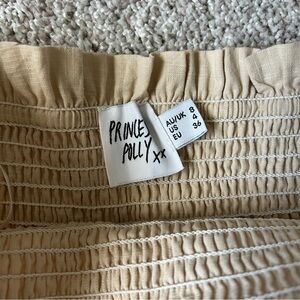 PRINCESS
POLLY xx
AU/UK 8
US 4
EU 36